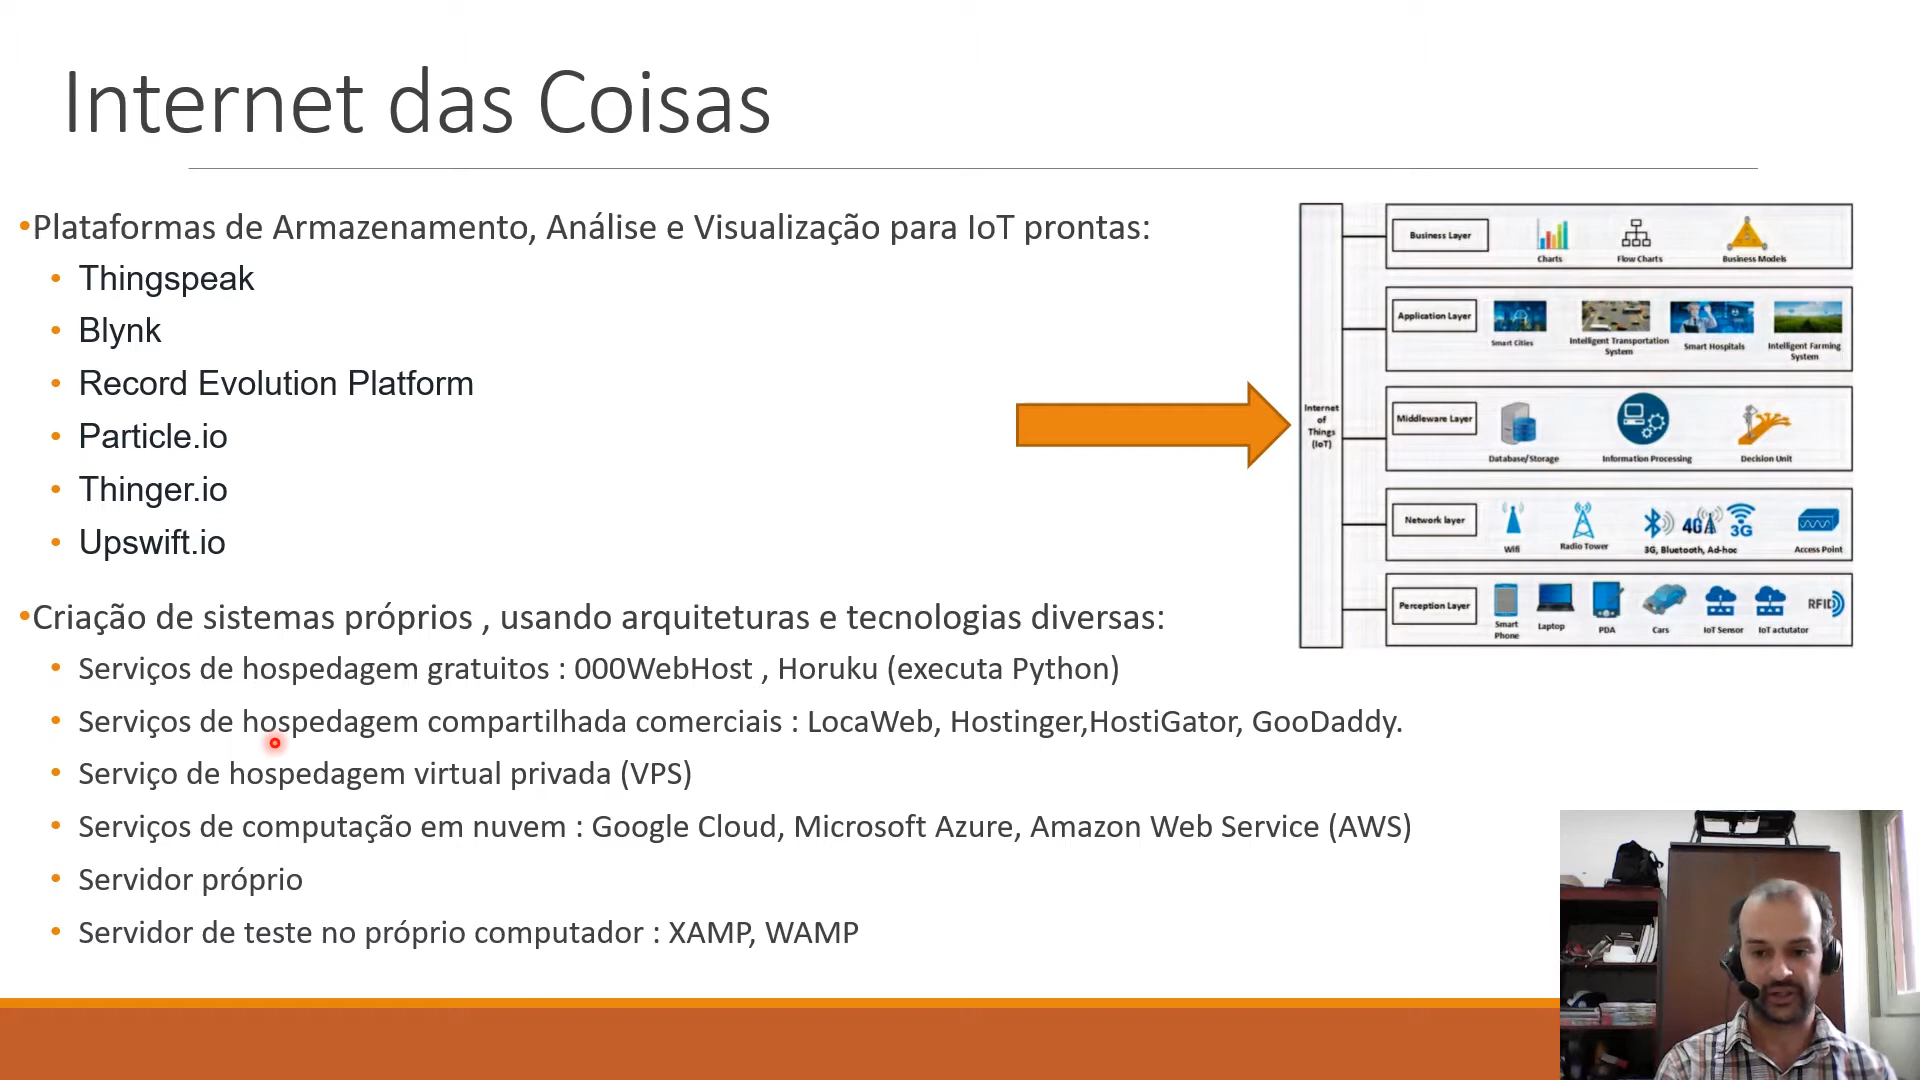 Internet das Coisas
•Plataformas de Armazenamento, Análise e Visualização para IoT prontas:
• Thingspeak
• Blynk
• Record Evolution Platform
• Particle.io
• Thinger.io
• Upswift.io
•Criação de sistemas próprios , usando arquiteturas e tecnologias diversas:
• Serviços de hospedagem gratuitos : 000WebHost , Horuku (executa Python)
• Serviços de hospedagem compartilhada comerciais : LocaWeb, Hostinger,HostiGator, GooDaddy.
• Serviço de hospedagem virtual privada (VPS)
• Serviços de computação em nuvem : Google Cloud, Microsoft Azure, Amazon Web Service (AWS)
• Servidor próprio
• Servidor de teste no próprio computador : XAMP, WAMP
Internet
of
Things
(IoT)
Business Layer
Charts
Flow Charts
Business Models
Application Layer
Smart Cities
Intelligent Transportation
System
Smart Hospitals
Intelligent Farming
System
Middleware Layer
Database/Storage
Information Processing
Decision Unit
Network layer
4G
3G
Wifi
Radio Tower
3G, Bluetooth, Ad-hoc
Access Point
Perception Layer
RFID
Smart
Phone
Laptop
PDA
Cars
IoT Sensor
IoT actutator